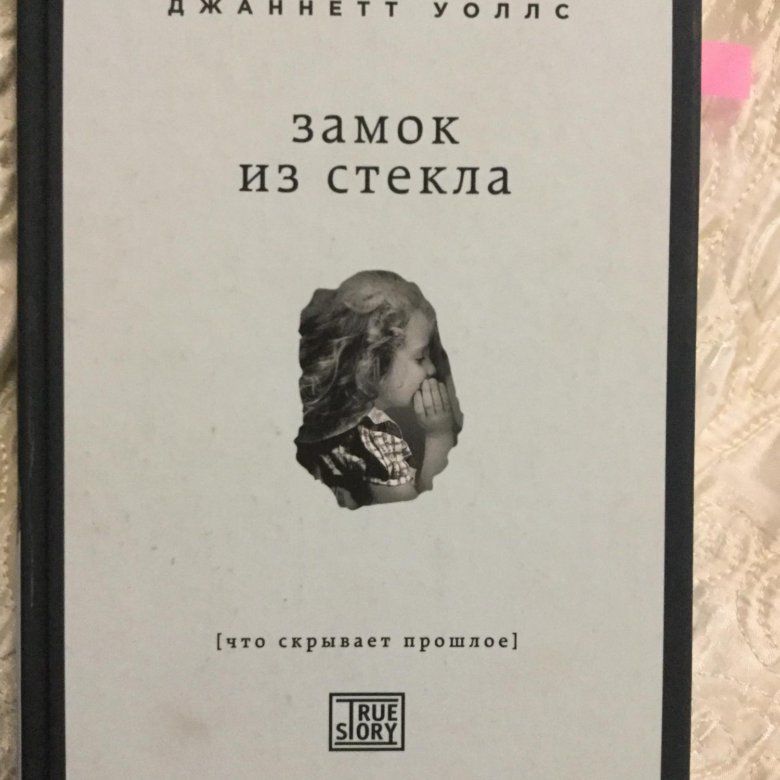 ДЖАННЕТТ УОЛЛС
замок
из стекла
[что скрывает прошлое]
TRUE
STORY